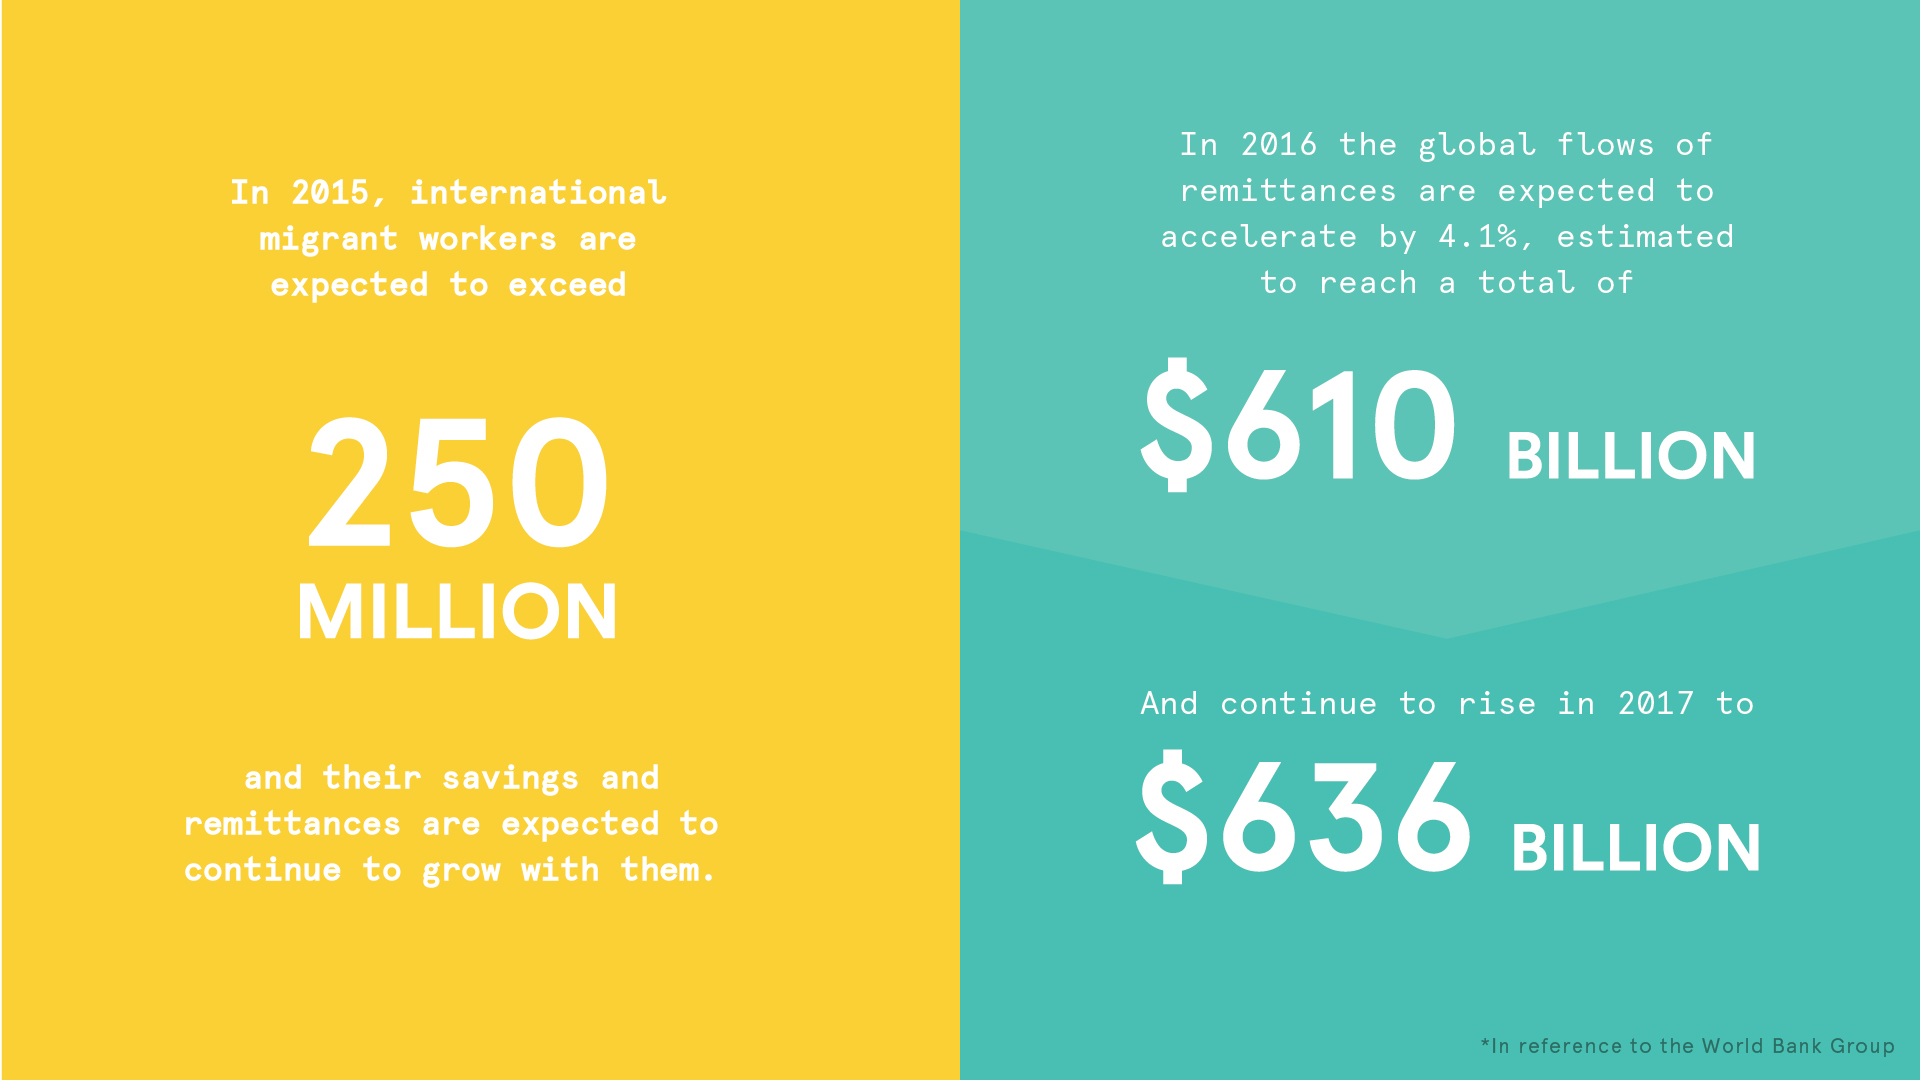 In 2015, international
migrant workers are
expected to exceed
250
MILLION
and their savings and
remittances are expected to
continue to grow with them.
In 2016 the global flows of
remittances are expected to
accelerate by 4.1%, estimated
to reach a total of
$610 BILLION
And continue to rise in 2017 to
$636 BILLION
*In reference to the World Bank Group